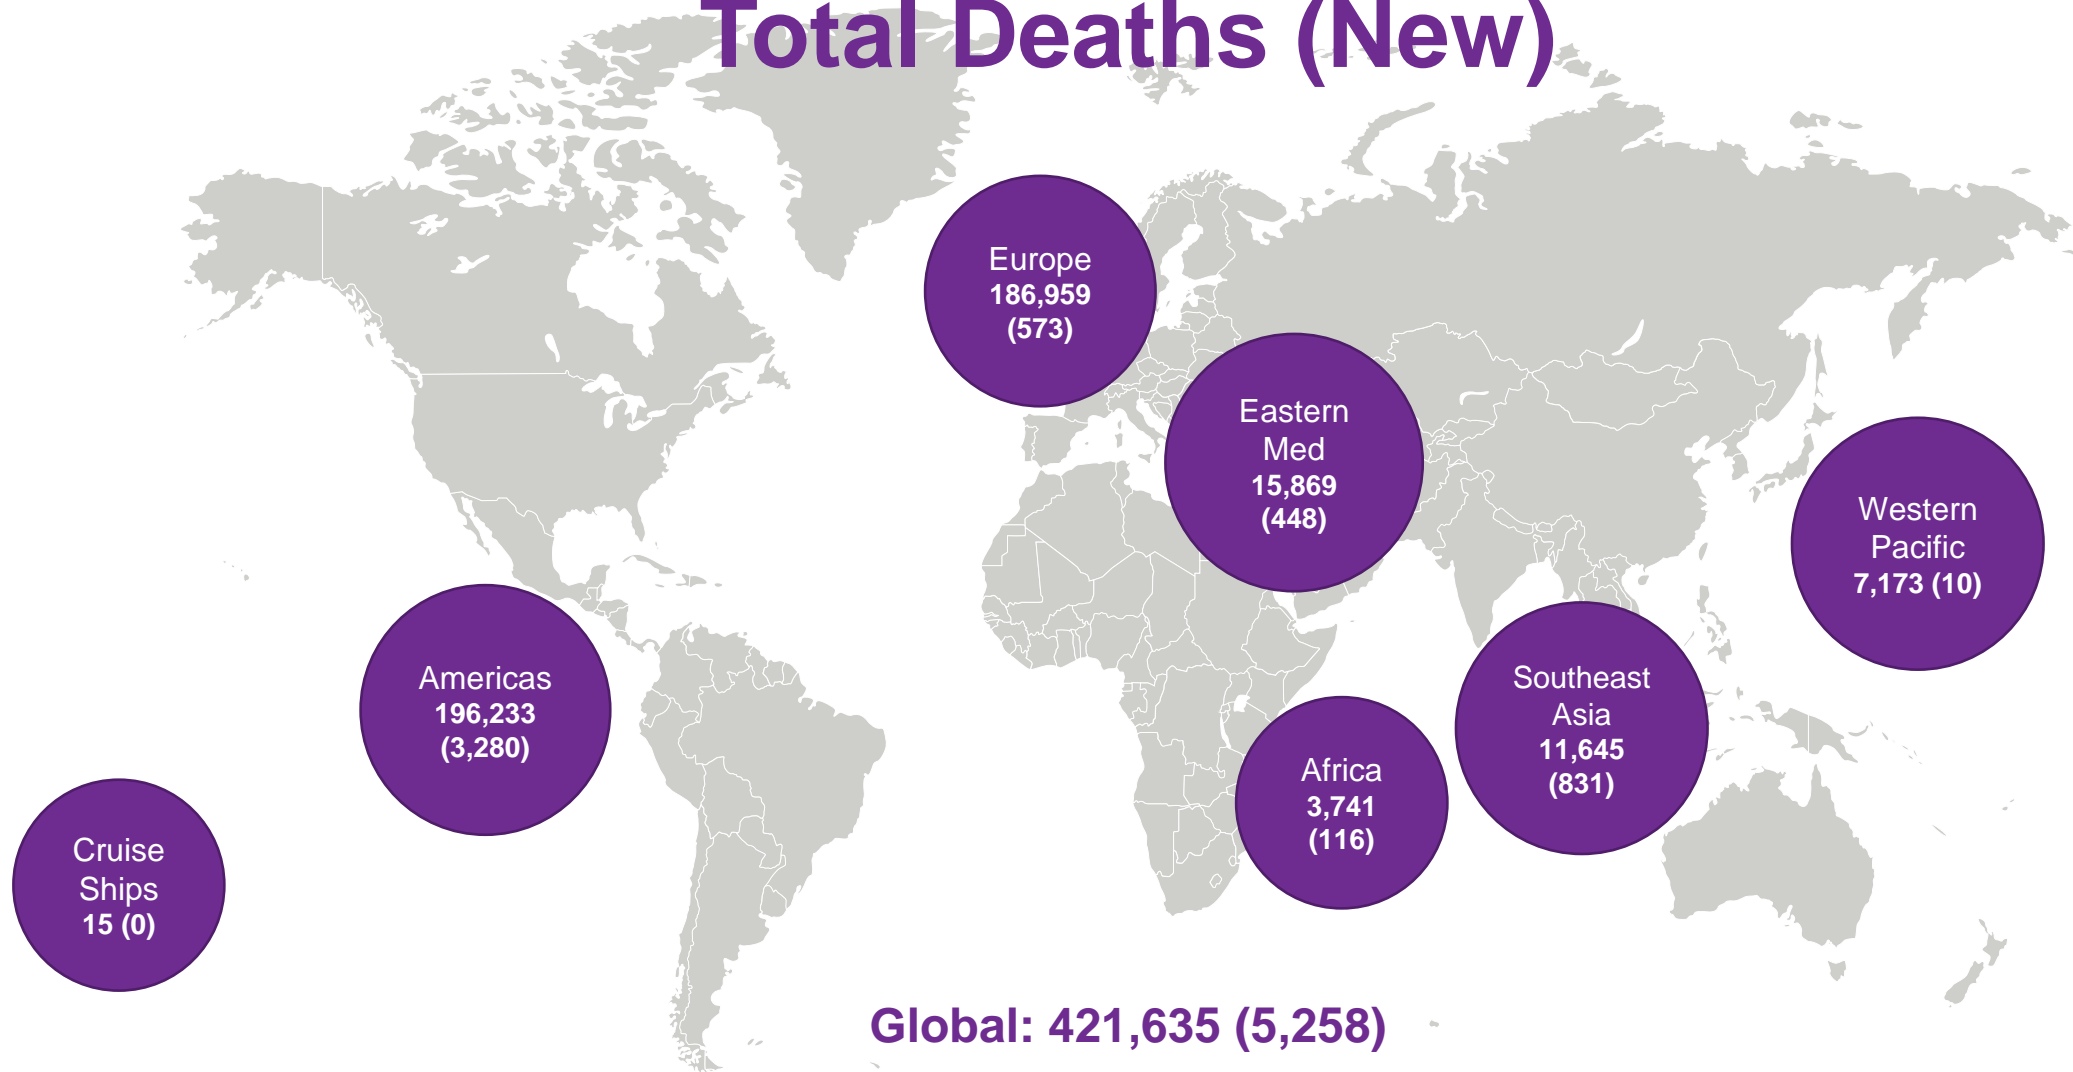 Total Deaths (New)
Europe
186,959
(573)
Eastern
Med
15,869
(448)
Western
Pacific
7,173 (10)
Americas
196,233
(3,280)
Southeast
Asia
11,645
(831)
Africa
3,741
(116)
Cruise
Ships
15 (0)
Global: 421,635 (5,258)